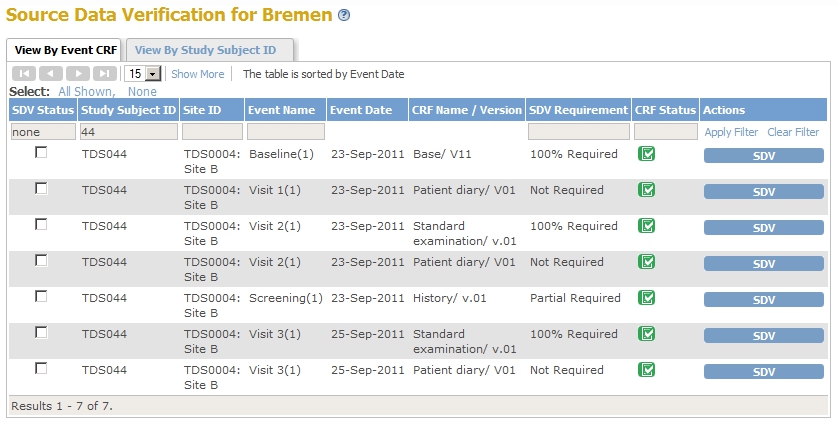 Source Data Verification for Bremen ?
View By Event CRF View By Study Subject ID
15 Show More The table is sorted by Event Date
Select: All Shown, None
SDV Status Study Subject ID Site ID Event Name Event Date CRF Name / Version SDV Requirement CRF Status Actions
none 44 Apply Filter Clear Filter
TDS044 TDS0004: Baseline(1) 23-Sep-2011 Base/ V11 100% Required SDV
Site B
TDS044 TDS0004: Visit 1(1) 23-Sep-2011 Patient diary/ V01 Not Required SDV
Site B
TDS044 TDS0004: Visit 2(1) 23-Sep-2011 Standard 100% Required SDV
Site B examination/ v.01
TDS044 TDS0004: Visit 2(1) 23-Sep-2011 Patient diary/ V01 Not Required SDV
Site B
TDS044 TDS0004: Screening(1) 23-Sep-2011 History/ v.01 Partial Required SDV
Site B
TDS044 TDS0004: Visit 3(1) 25-Sep-2011 Standard 100% Required SDV
Site B examination/ v.01
TDS044 TDS0004: Visit 3(1) 25-Sep-2011 Patient diary/ V01 Not Required SDV
Site B
Results 1 - 7 of 7.